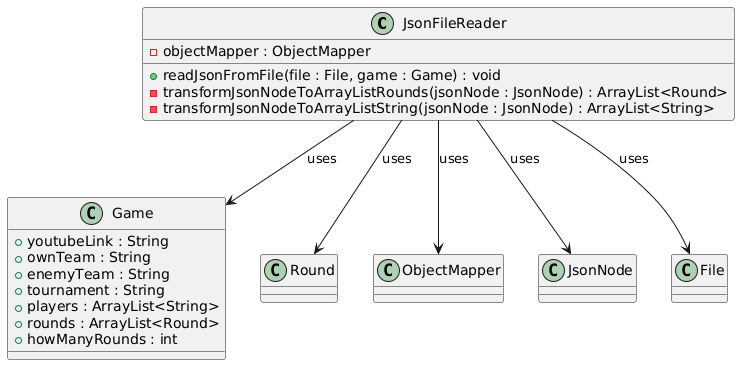 C JsonFileReader
objectMapper : ObjectMapper
readJsonFromFile(file : File, game : Game) : void
transformJsonNodeToArrayListRounds(jsonNode : JsonNode) : ArrayList<Round>
transformJsonNodeToArrayListString(jsonNode : JsonNode) : ArrayList<String>
uses uses uses uses uses
C Game
youtubeLink : String
ownTeam : String
enemyTeam : String
tournament : String
players : ArrayList<String>
rounds : ArrayList<Round>
howManyRounds : int
C Round
C ObjectMapper
C JsonNode
C File